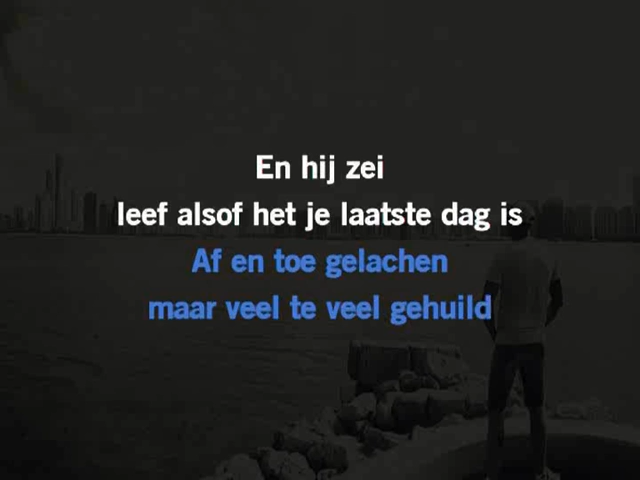 En hij zei
leef alsof het je laatste dag is
Af en toe gelachen
maar veel te veel gehuild